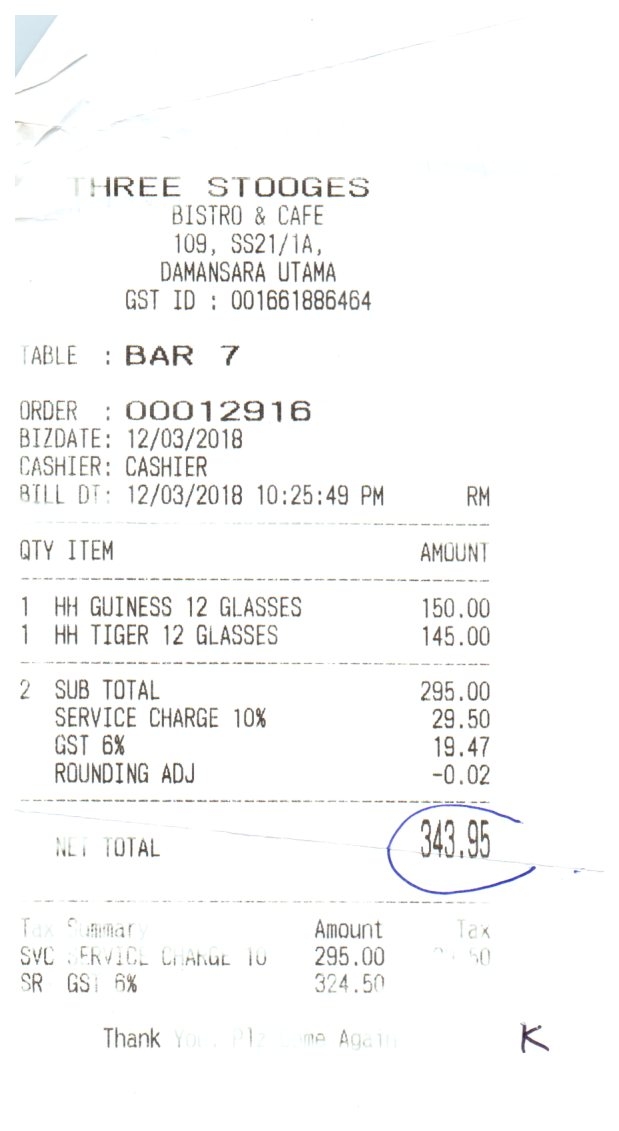 THREE STOOGES
BISTRO & CAFE
109, SS21/1A,
DAMANSARA UTAMA
GST ID : 001661886464
TABLE : BAR 7
ORDER : 00012916
BIZDATE: 12/03/2018
CASHIER: CASHIER
BILL DT: 12/03/2018 10:25:49 PM RM
QTY ITEM AMOUNT
1 HH GUINESS 12 GLASSES 150.00
1 HH TIGER 12 GLASSES 145.00
2 SUB TOTAL 295.00
SERVICE CHARGE 10% 29.50
GST 6% 19.47
ROUNDING ADJ -0.02
NET TOTAL 343.95
Tax Summary Amount Tax
SVC SERVICE CHARGE 10 295.00
SR GST 6% 324.50
Thank You, Plz Come Again
K